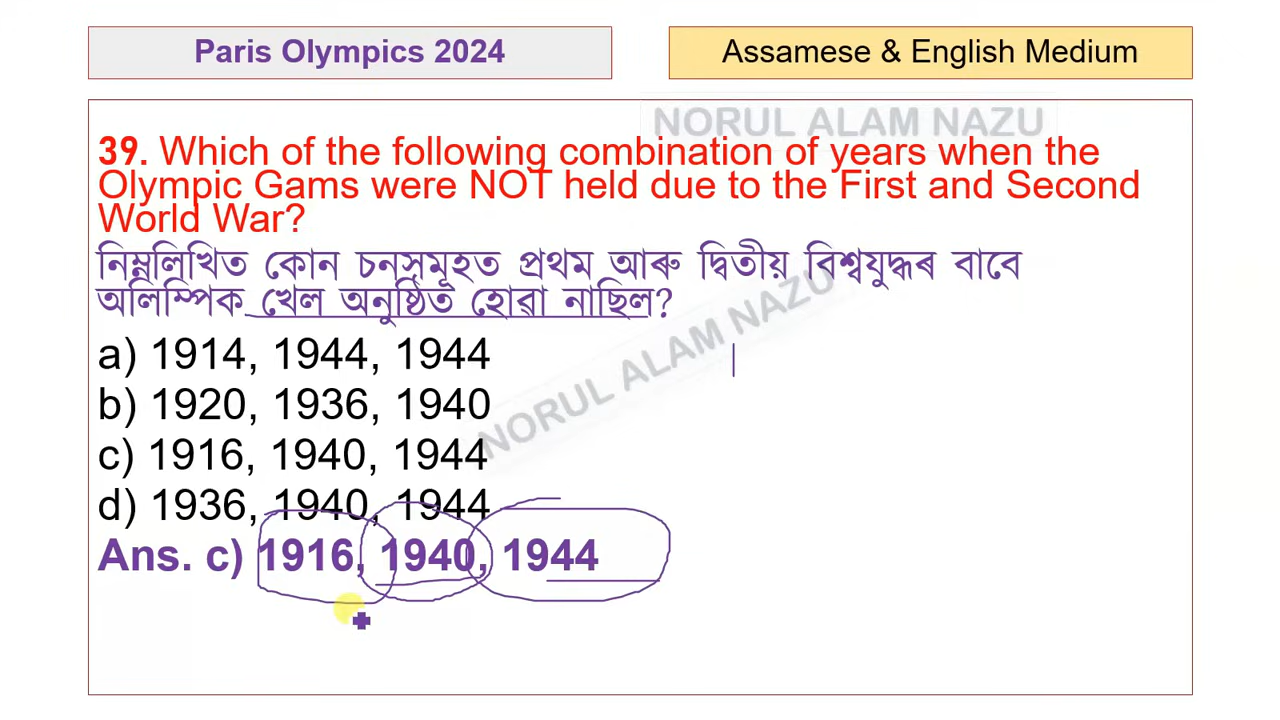 Paris Olympics 2024
Assamese & English Medium
NORUL ALAM NAZU
39. Which of the following combination of years when the
Olympic Gams were NOT held due to the First and Second
World War?
নিম্নলিখিত কোন চনসমূহত প্ৰথম আৰু দ্বিতীয় বিশ্বযুদ্ধৰ বাবে
অলিম্পিক খেল অনুষ্ঠিত হোৱা নাছিল?
NORUL ALAM NAZU
a) 1914, 1944, 1944
b) 1920, 1936, 1940
c) 1916, 1940, 1944
d) 1936, 1940, 1944
Ans. c) 1916, 1940, 1944